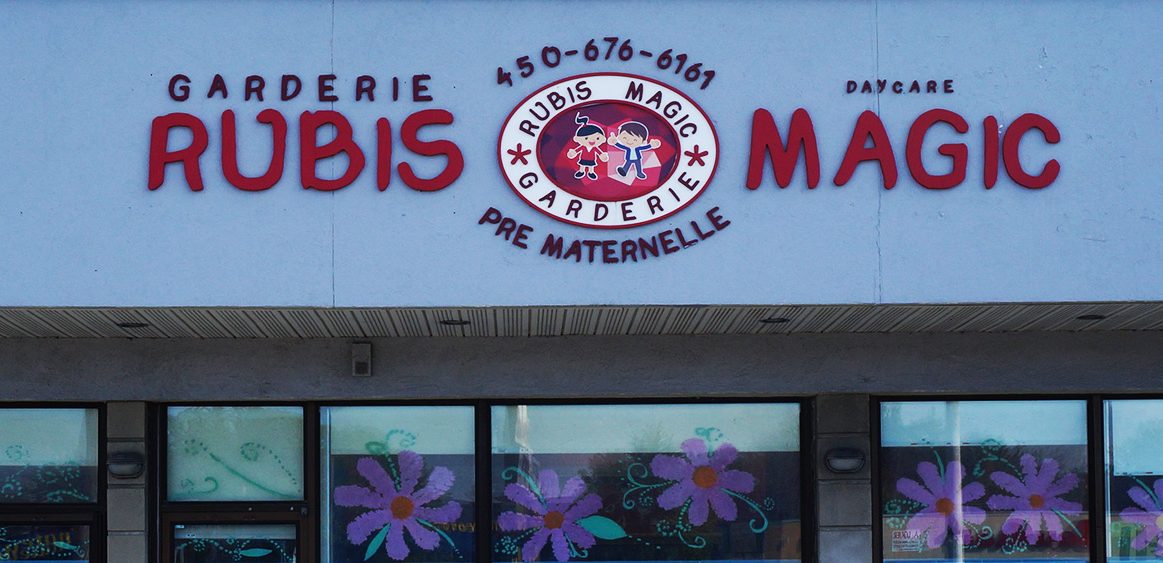 GARDERIE
RUBIS
450-676-6161
RUBIS MAGIC
GARDERIE
PRE MATERNELLE
DAYCARE
MAGIC